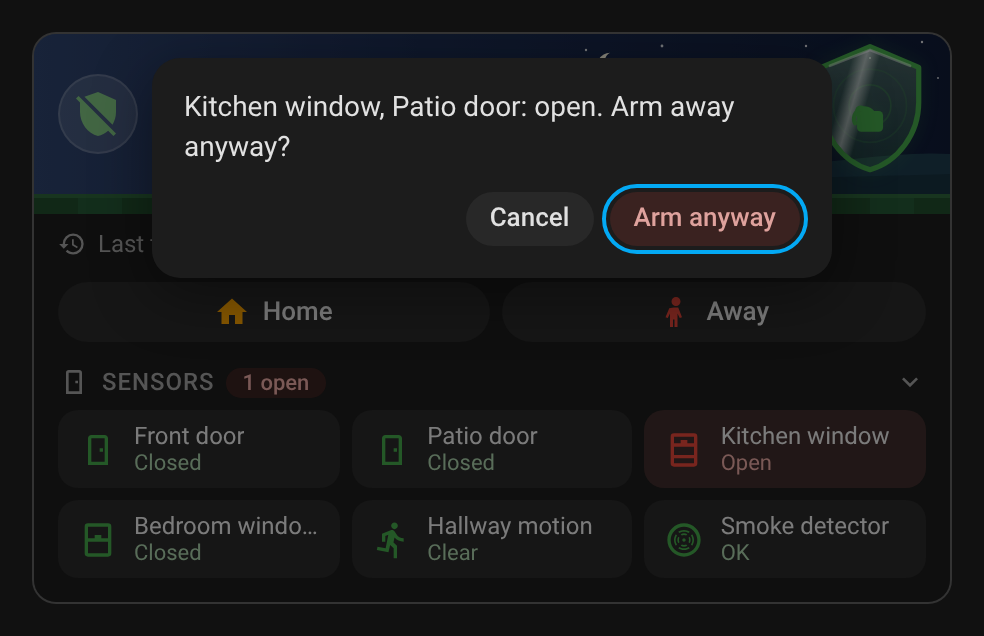 Kitchen window, Patio door: open. Arm away
anyway?
Cancel
Arm anyway
Last
Home
Away
SENSORS
1 open
Front door
Closed
Patio door
Closed
Kitchen window
Open
Bedroom windo...
Closed
Hallway motion
Clear
Smoke detector
OK